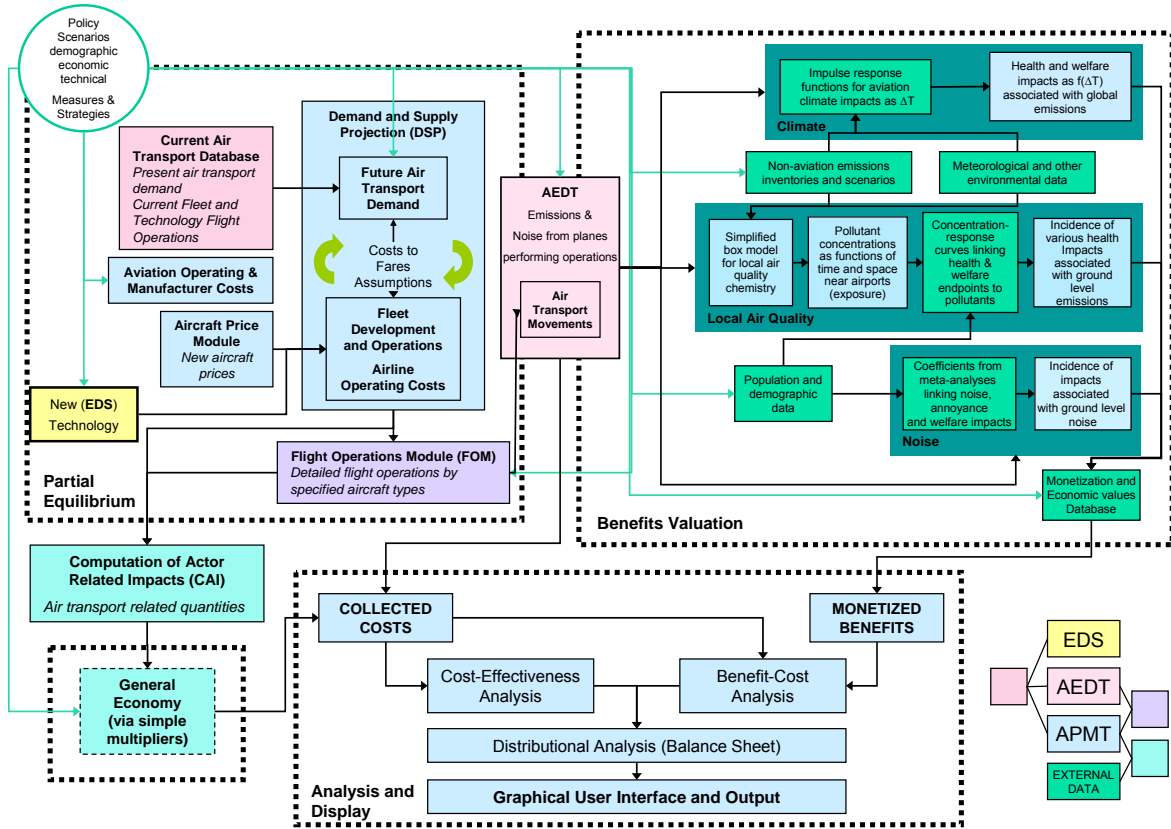 Policy
Scenarios
demographic
economic
technical
Measures &
Strategies
Current Air
Transport Database
Present air transport
demand
Current Fleet and
Technology Flight
Operations
Aviation Operating &
Manufacturer Costs
Aircraft Price
Module
New aircraft
prices
New (EDS)
Technology
Partial
Equilibrium
Demand and Supply
Projection (DSP)
Future Air
Transport
Demand
Costs to
Fares
Assumptions
Fleet
Development
and Operations
Airline
Operating Costs
Flight Operations Module (FOM)
Detailed flight operations by
specified aircraft types
AEDT
Emissions &
Noise from planes
performing operations
Air
Transport
Movements
Impulse response
functions for aviation
climate impacts as ΔT
Health and welfare
impacts as f(ΔT)
associated with global
emissions
Climate
Non-aviation emissions
inventories and scenarios
Meteorological and other
environmental data
Simplified
box model
for local air
quality
chemistry
Pollutant
concentrations
as functions of
time and space
near airports
(exposure)
Concentration-
response
curves linking
health &
welfare
endpoints to
pollutants
Incidence of
various health
Impacts
associated
with ground
level
emissions
Local Air Quality
Population and
demographic
data
Coefficients from
meta-analyses
linking noise,
annoyance
and welfare impacts
Incidence of
impacts
associated
with ground level
noise
Noise
Monetization and
Economic values
Database
Benefits Valuation
Computation of Actor
Related Impacts (CAI)
Air transport related quantities
General
Economy
(via simple
multipliers)
COLLECTED
COSTS
MONETIZED
BENEFITS
Cost-Effectiveness
Analysis
Benefit-Cost
Analysis
Distributional Analysis (Balance Sheet)
Graphical User Interface and Output
Analysis and
Display
EDS
AEDT
APMT
EXTERNAL
DATA